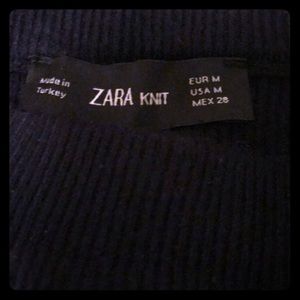 Made in
Turkey
ZARA KNIT
EUR M
USA M
MEX 28